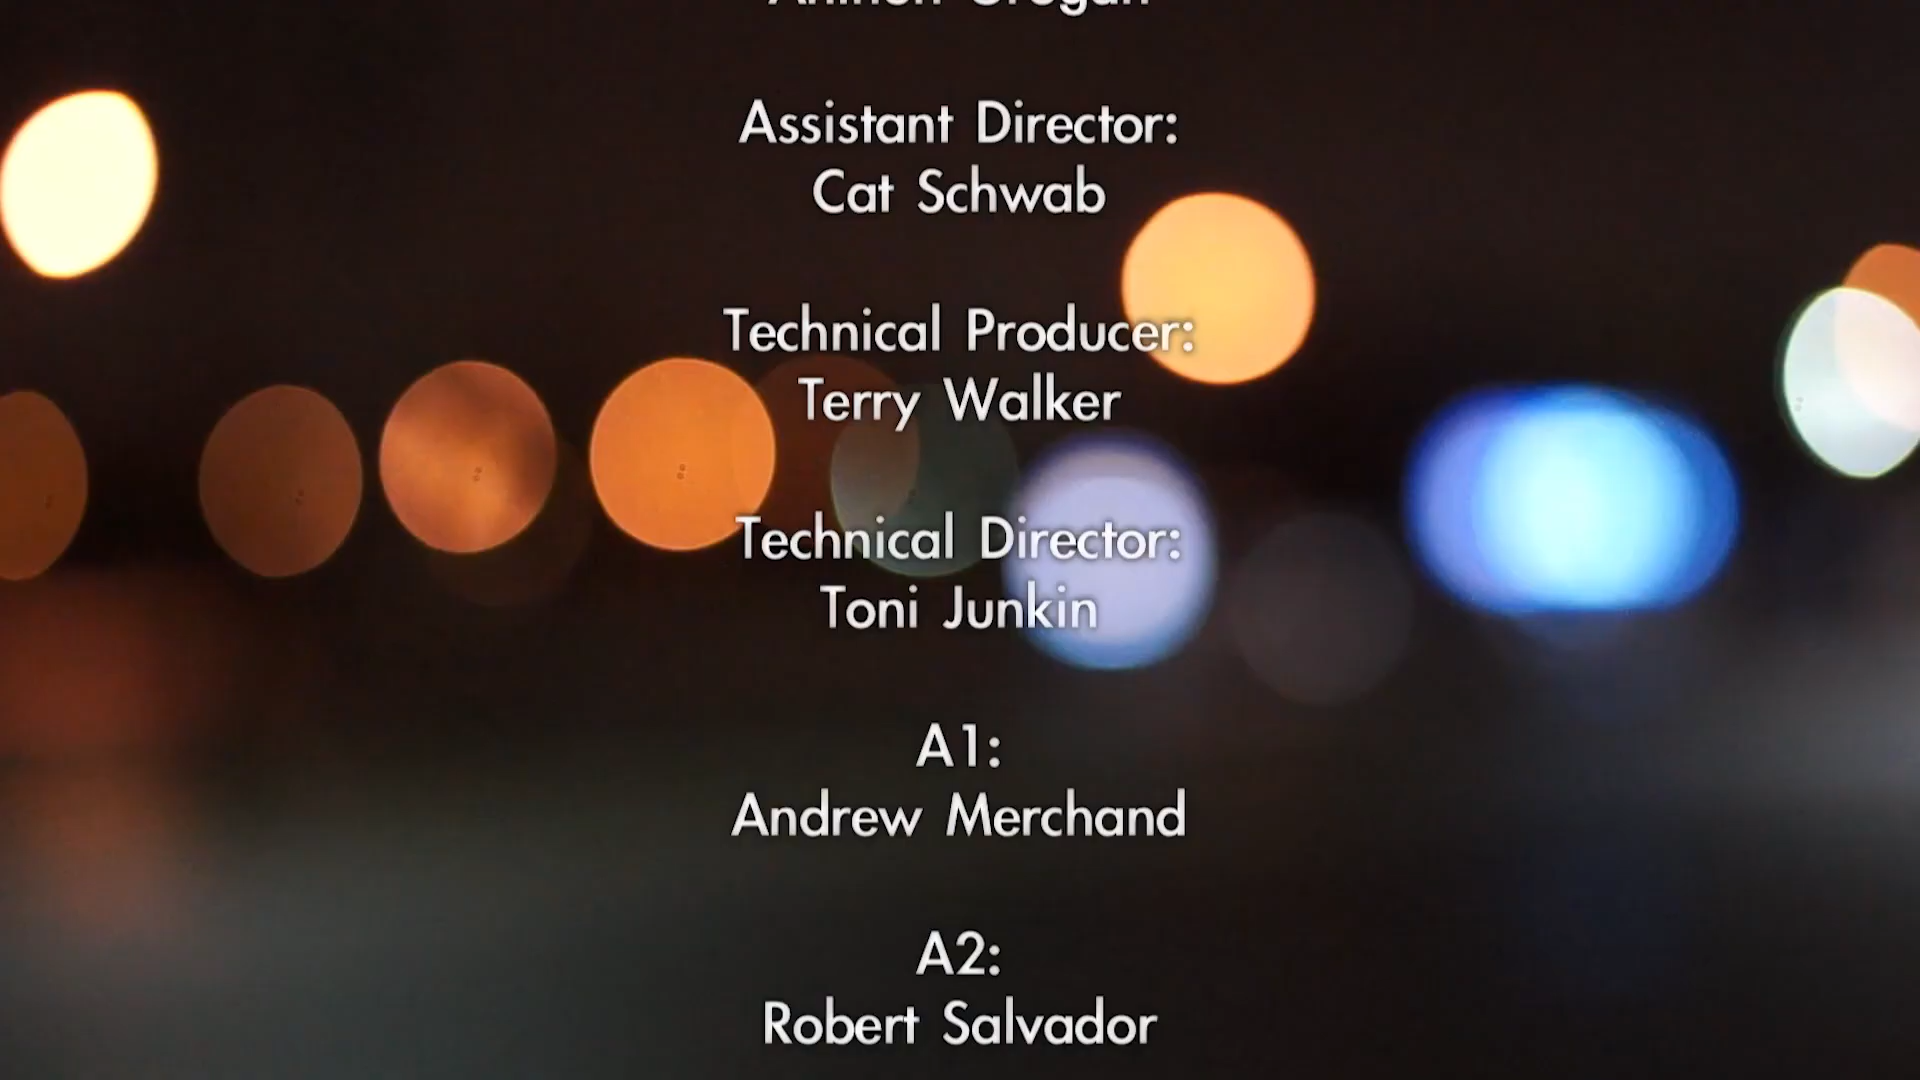 Assistant Director:
Cat Schwab
Technical Producer:
Terry Walker
Technical Director:
Toni Junkin
A1:
Andrew Merchand
A2:
Robert Salvador